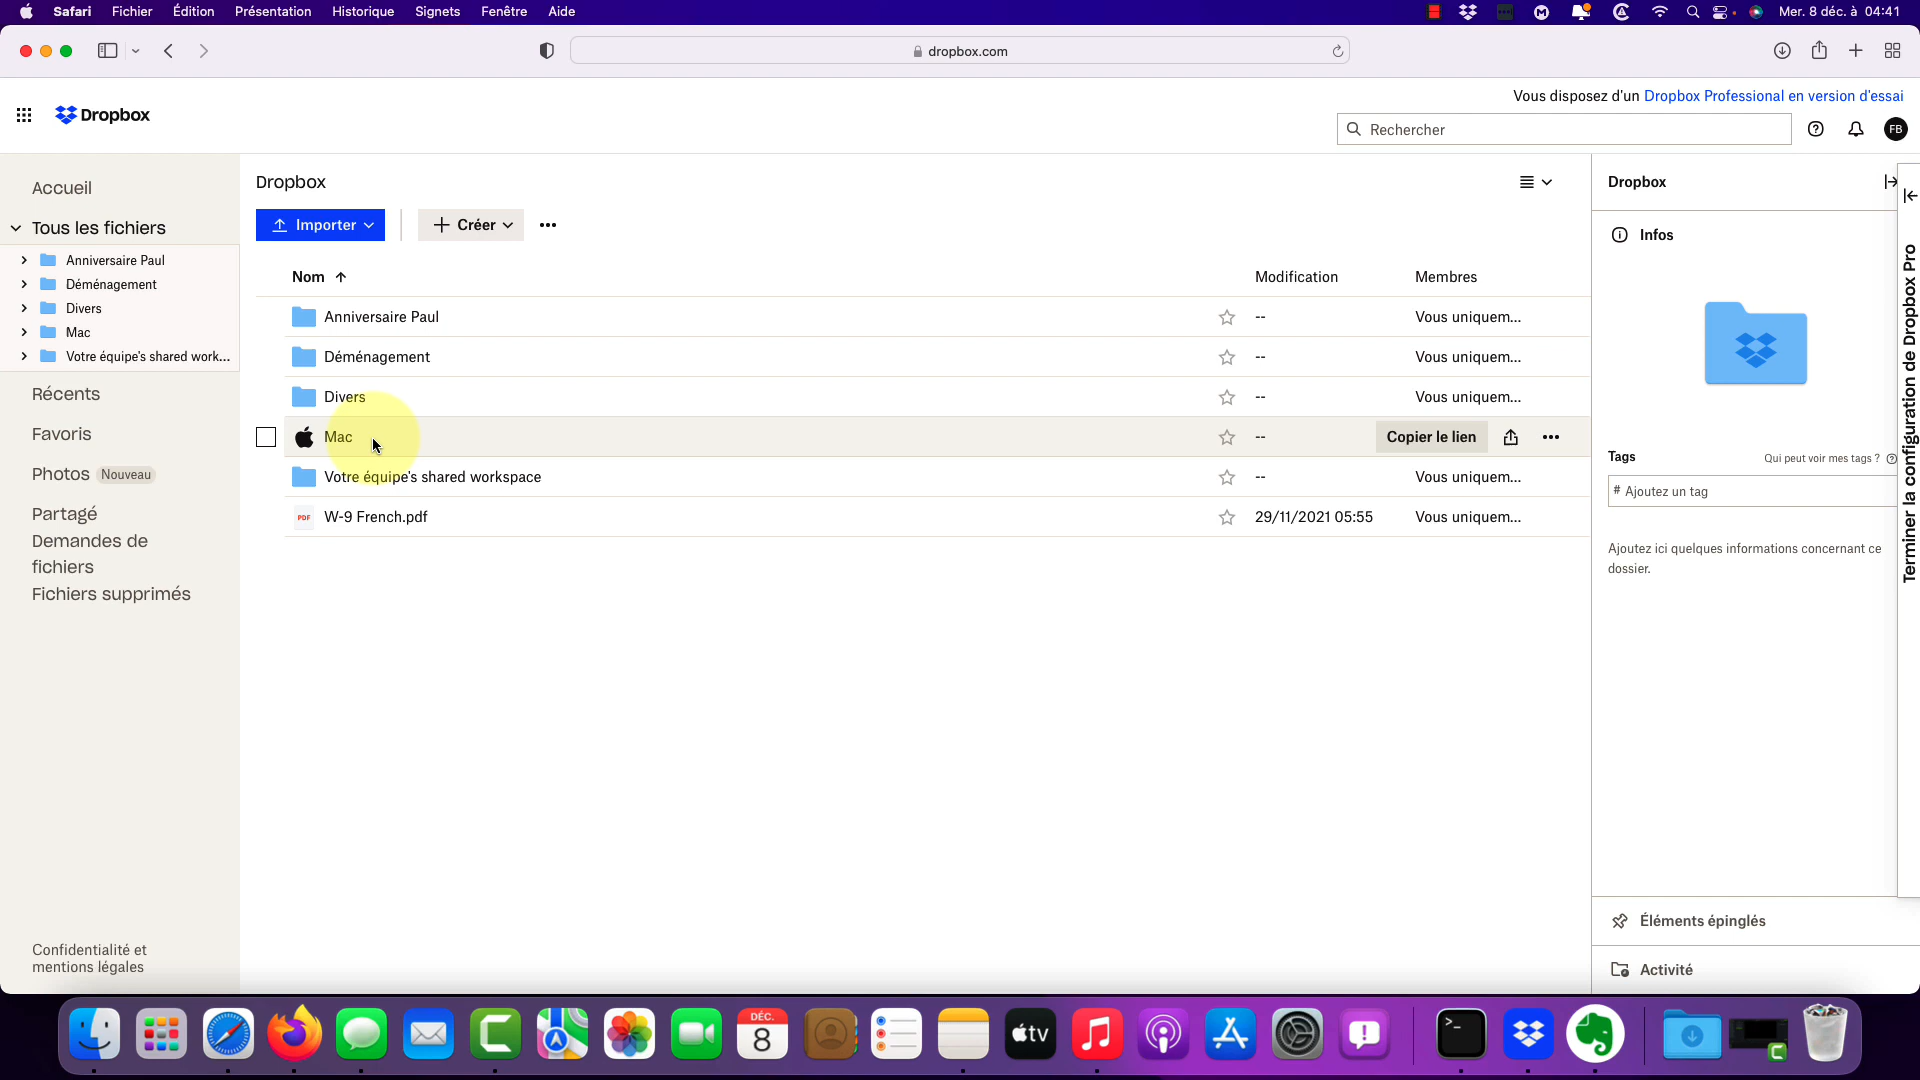 Safari Fichier Édition Présentation Historique Signets Fenêtre Aide
Mer. 8 déc. à 04:41
dropbox.com
Vous disposez d'un Dropbox Professional en version d'essai
Dropbox
Rechercher
FB
Accueil
Tous les fichiers
Anniversaire Paul
Déménagement
Divers
Mac
Votre équipe's shared work...
Récents
Favoris
Photos Nouveau
Partagé
Demandes de
fichiers
Fichiers supprimés
Confidentialité et
mentions légales
Dropbox
Importer
Créer
Nom Modification Membres
Anniversaire Paul -- Vous uniquem...
Déménagement -- Vous uniquem...
Divers -- Vous uniquem...
Mac -- Copier le lien
Votre équipe's shared workspace -- Vous uniquem...
PDF W-9 French.pdf 29/11/2021 05:55 Vous uniquem...
Dropbox
Infos
Tags Qui peut voir mes tags ?
# Ajoutez un tag
Ajoutez ici quelques informations concernant ce
dossier.
Éléments épinglés
Activité
Terminer la configuration de Dropbox Pro
DÉC.
8
tv